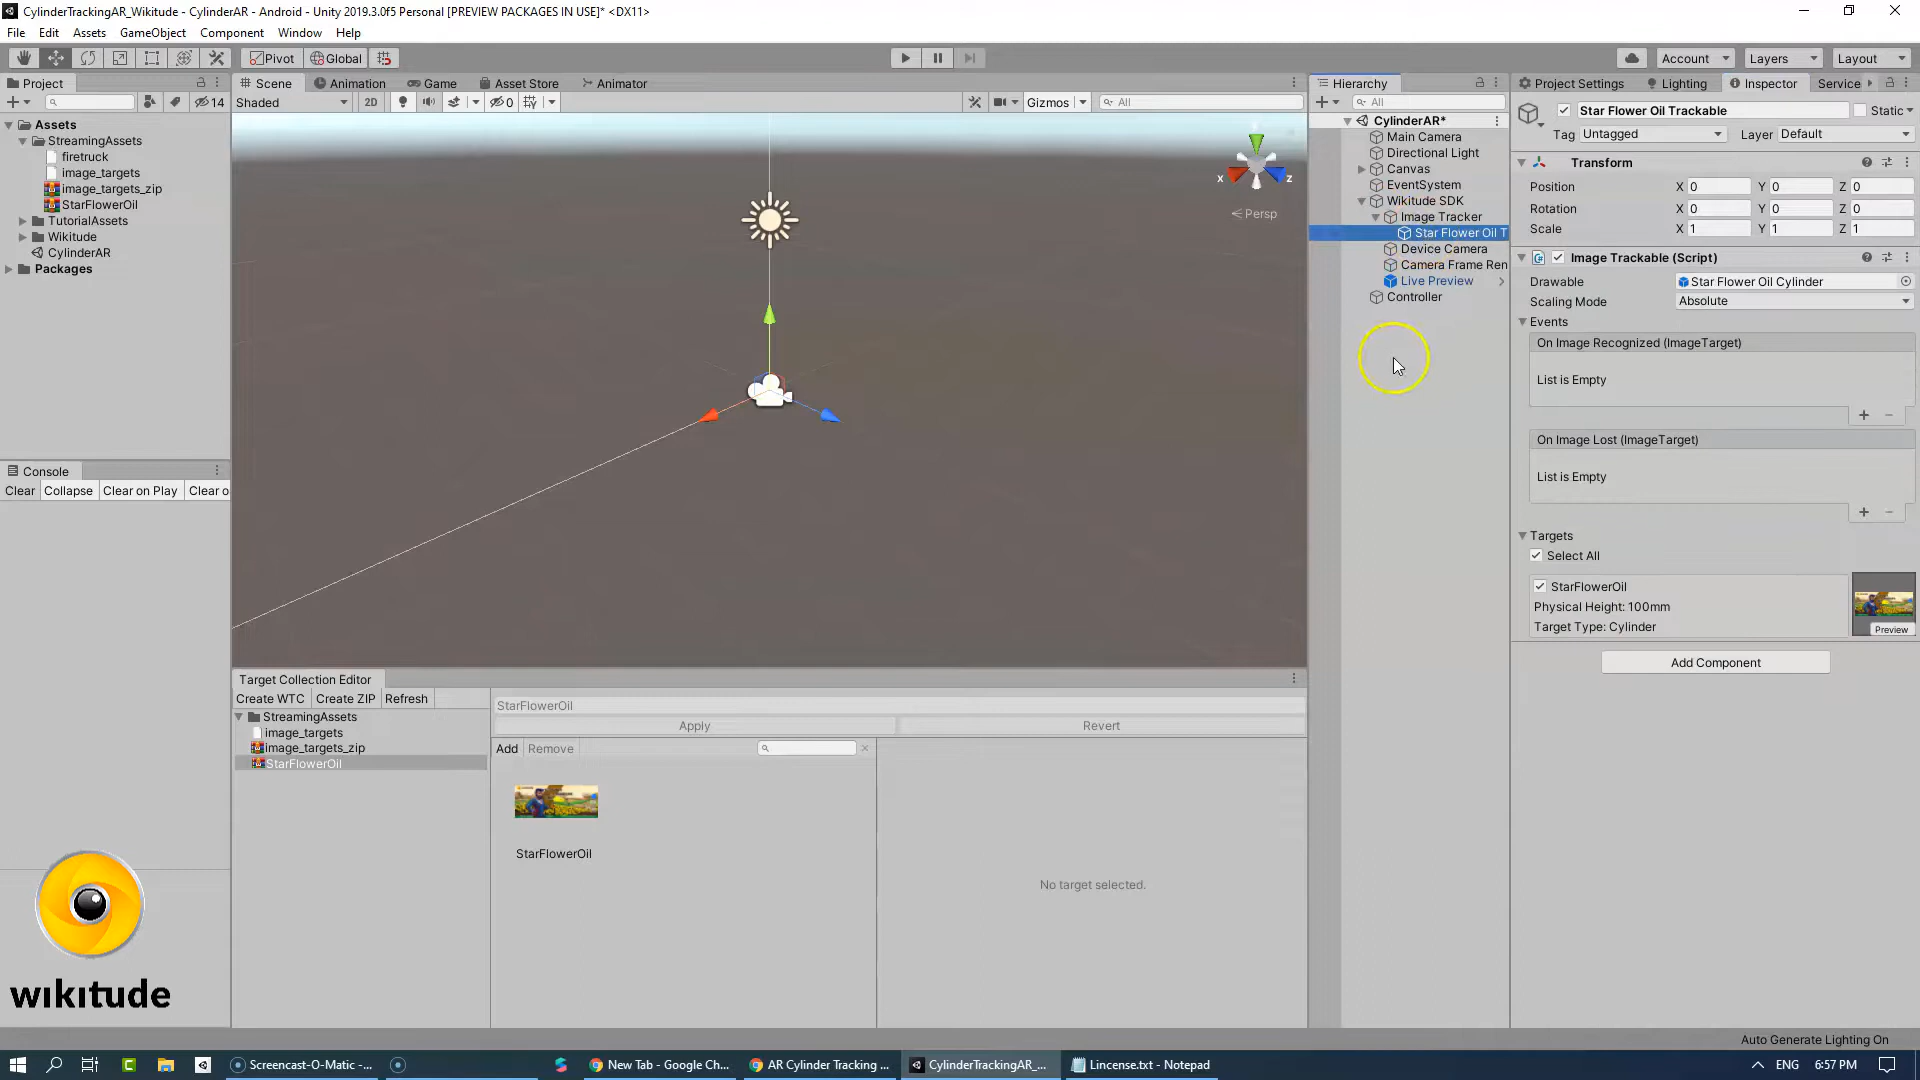 CylinderTrackingAR_Wikitude - CylinderAR - Android - Unity 2019.3.0f5 Personal [PREVIEW PACKAGES IN USE]* <DX11>
File Edit Assets GameObject Component Window Help
Pivot Global Account Layers Layout
Project
14
Assets
StreamingAssets
firetruck
image_targets
image_targets_zip
StarFlowerOil
TutorialAssets
Wikitude
CylinderAR
Packages
Console
Clear Collapse Clear on Play Clear o
wikitude
Scene Animation Game Asset Store Animator
Shaded 2D 0 Gizmos All
x z
Persp
Target Collection Editor
Create WTC Create ZIP Refresh
StreamingAssets
image_targets
image_targets_zip
StarFlowerOil
StarFlowerOil
Apply Revert
Add Remove
StarFlowerOil
No target selected.
Hierarchy
All
CylinderAR*
Main Camera
Directional Light
Canvas
EventSystem
Wikitude SDK
Image Tracker
Star Flower Oil T
Device Camera
Camera Frame Ren
Live Preview
Controller
Project Settings Lighting Inspector Service
Star Flower Oil Trackable Static
Tag Untagged Layer Default
Transform
Position X 0 Y 0 Z 0
Rotation X 0 Y 0 Z 0
Scale X 1 Y 1 Z 1
Image Trackable (Script)
Drawable Star Flower Oil Cylinder
Scaling Mode Absolute
Events
On Image Recognized (ImageTarget)
List is Empty
On Image Lost (ImageTarget)
List is Empty
Targets
Select All
StarFlowerOil
Physical Height: 100mm
Target Type: Cylinder
Preview
Add Component
Auto Generate Lighting On
Screencast-O-Matic -... New Tab - Google Ch... AR Cylinder Tracking ... CylinderTrackingAR_... Lincense.txt - Notepad ENG 6:57 PM